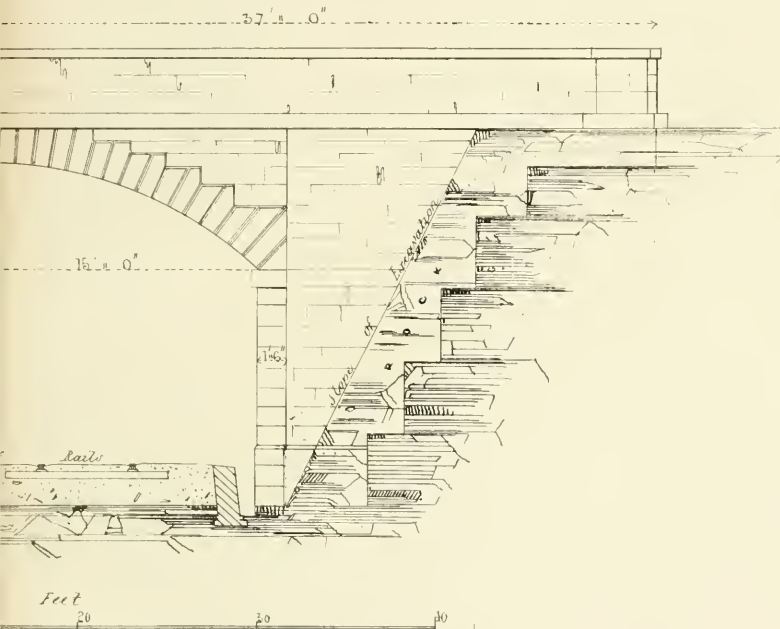 37' " 0"
15' " 0"
1'6"
Slope of Excavation
R o c k
Rails
Feet
20
30
40